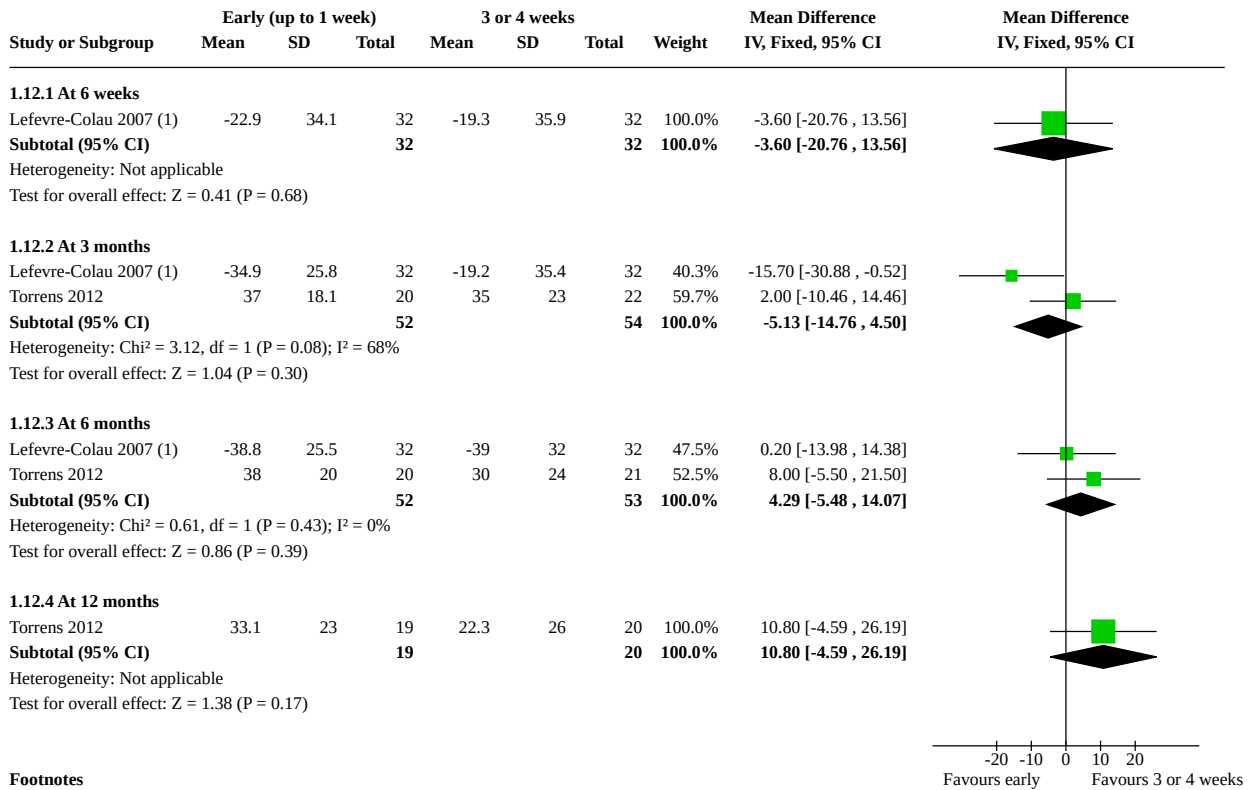 Early (up to 1 week) 3 or 4 weeks Mean Difference Mean Difference
Study or Subgroup Mean SD Total Mean SD Total Weight IV, Fixed, 95% CI IV, Fixed, 95% CI
1.12.1 At 6 weeks
Lefevre-Colau 2007 (1) -22.9 34.1 32 -19.3 35.9 32 100.0% -3.60 [-20.76 , 13.56]
Subtotal (95% CI) 32 32 100.0% -3.60 [-20.76 , 13.56]
Heterogeneity: Not applicable
Test for overall effect: Z = 0.41 (P = 0.68)
1.12.2 At 3 months
Lefevre-Colau 2007 (1) -34.9 25.8 32 -19.2 35.4 32 40.3% -15.70 [-30.88 , -0.52]
Torrens 2012 37 18.1 20 35 23 22 59.7% 2.00 [-10.46 , 14.46]
Subtotal (95% CI) 52 54 100.0% -5.13 [-14.76 , 4.50]
Heterogeneity: Chi² = 3.12, df = 1 (P = 0.08); I² = 68%
Test for overall effect: Z = 1.04 (P = 0.30)
1.12.3 At 6 months
Lefevre-Colau 2007 (1) -38.8 25.5 32 -39 32 32 47.5% 0.20 [-13.98 , 14.38]
Torrens 2012 38 20 20 30 24 21 52.5% 8.00 [-5.50 , 21.50]
Subtotal (95% CI) 52 53 100.0% 4.29 [-5.48 , 14.07]
Heterogeneity: Chi² = 0.61, df = 1 (P = 0.43); I² = 0%
Test for overall effect: Z = 0.86 (P = 0.39)
1.12.4 At 12 months
Torrens 2012 33.1 23 19 22.3 26 20 100.0% 10.80 [-4.59 , 26.19]
Subtotal (95% CI) 19 20 100.0% 10.80 [-4.59 , 26.19]
Heterogeneity: Not applicable
Test for overall effect: Z = 1.38 (P = 0.17)
-20 -10 0 10 20
Footnotes Favours early Favours 3 or 4 weeks